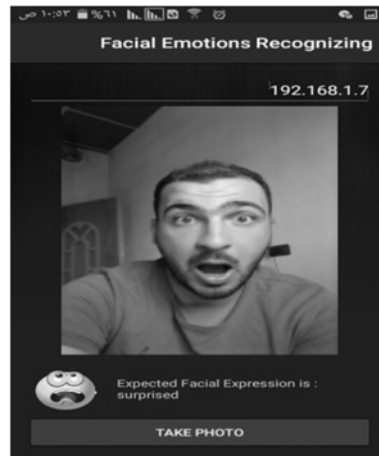 ١٠:٥٣ ص ٦١%
Facial Emotions Recognizing
192.168.1.7
Expected Facial Expression is :
surprised
TAKE PHOTO